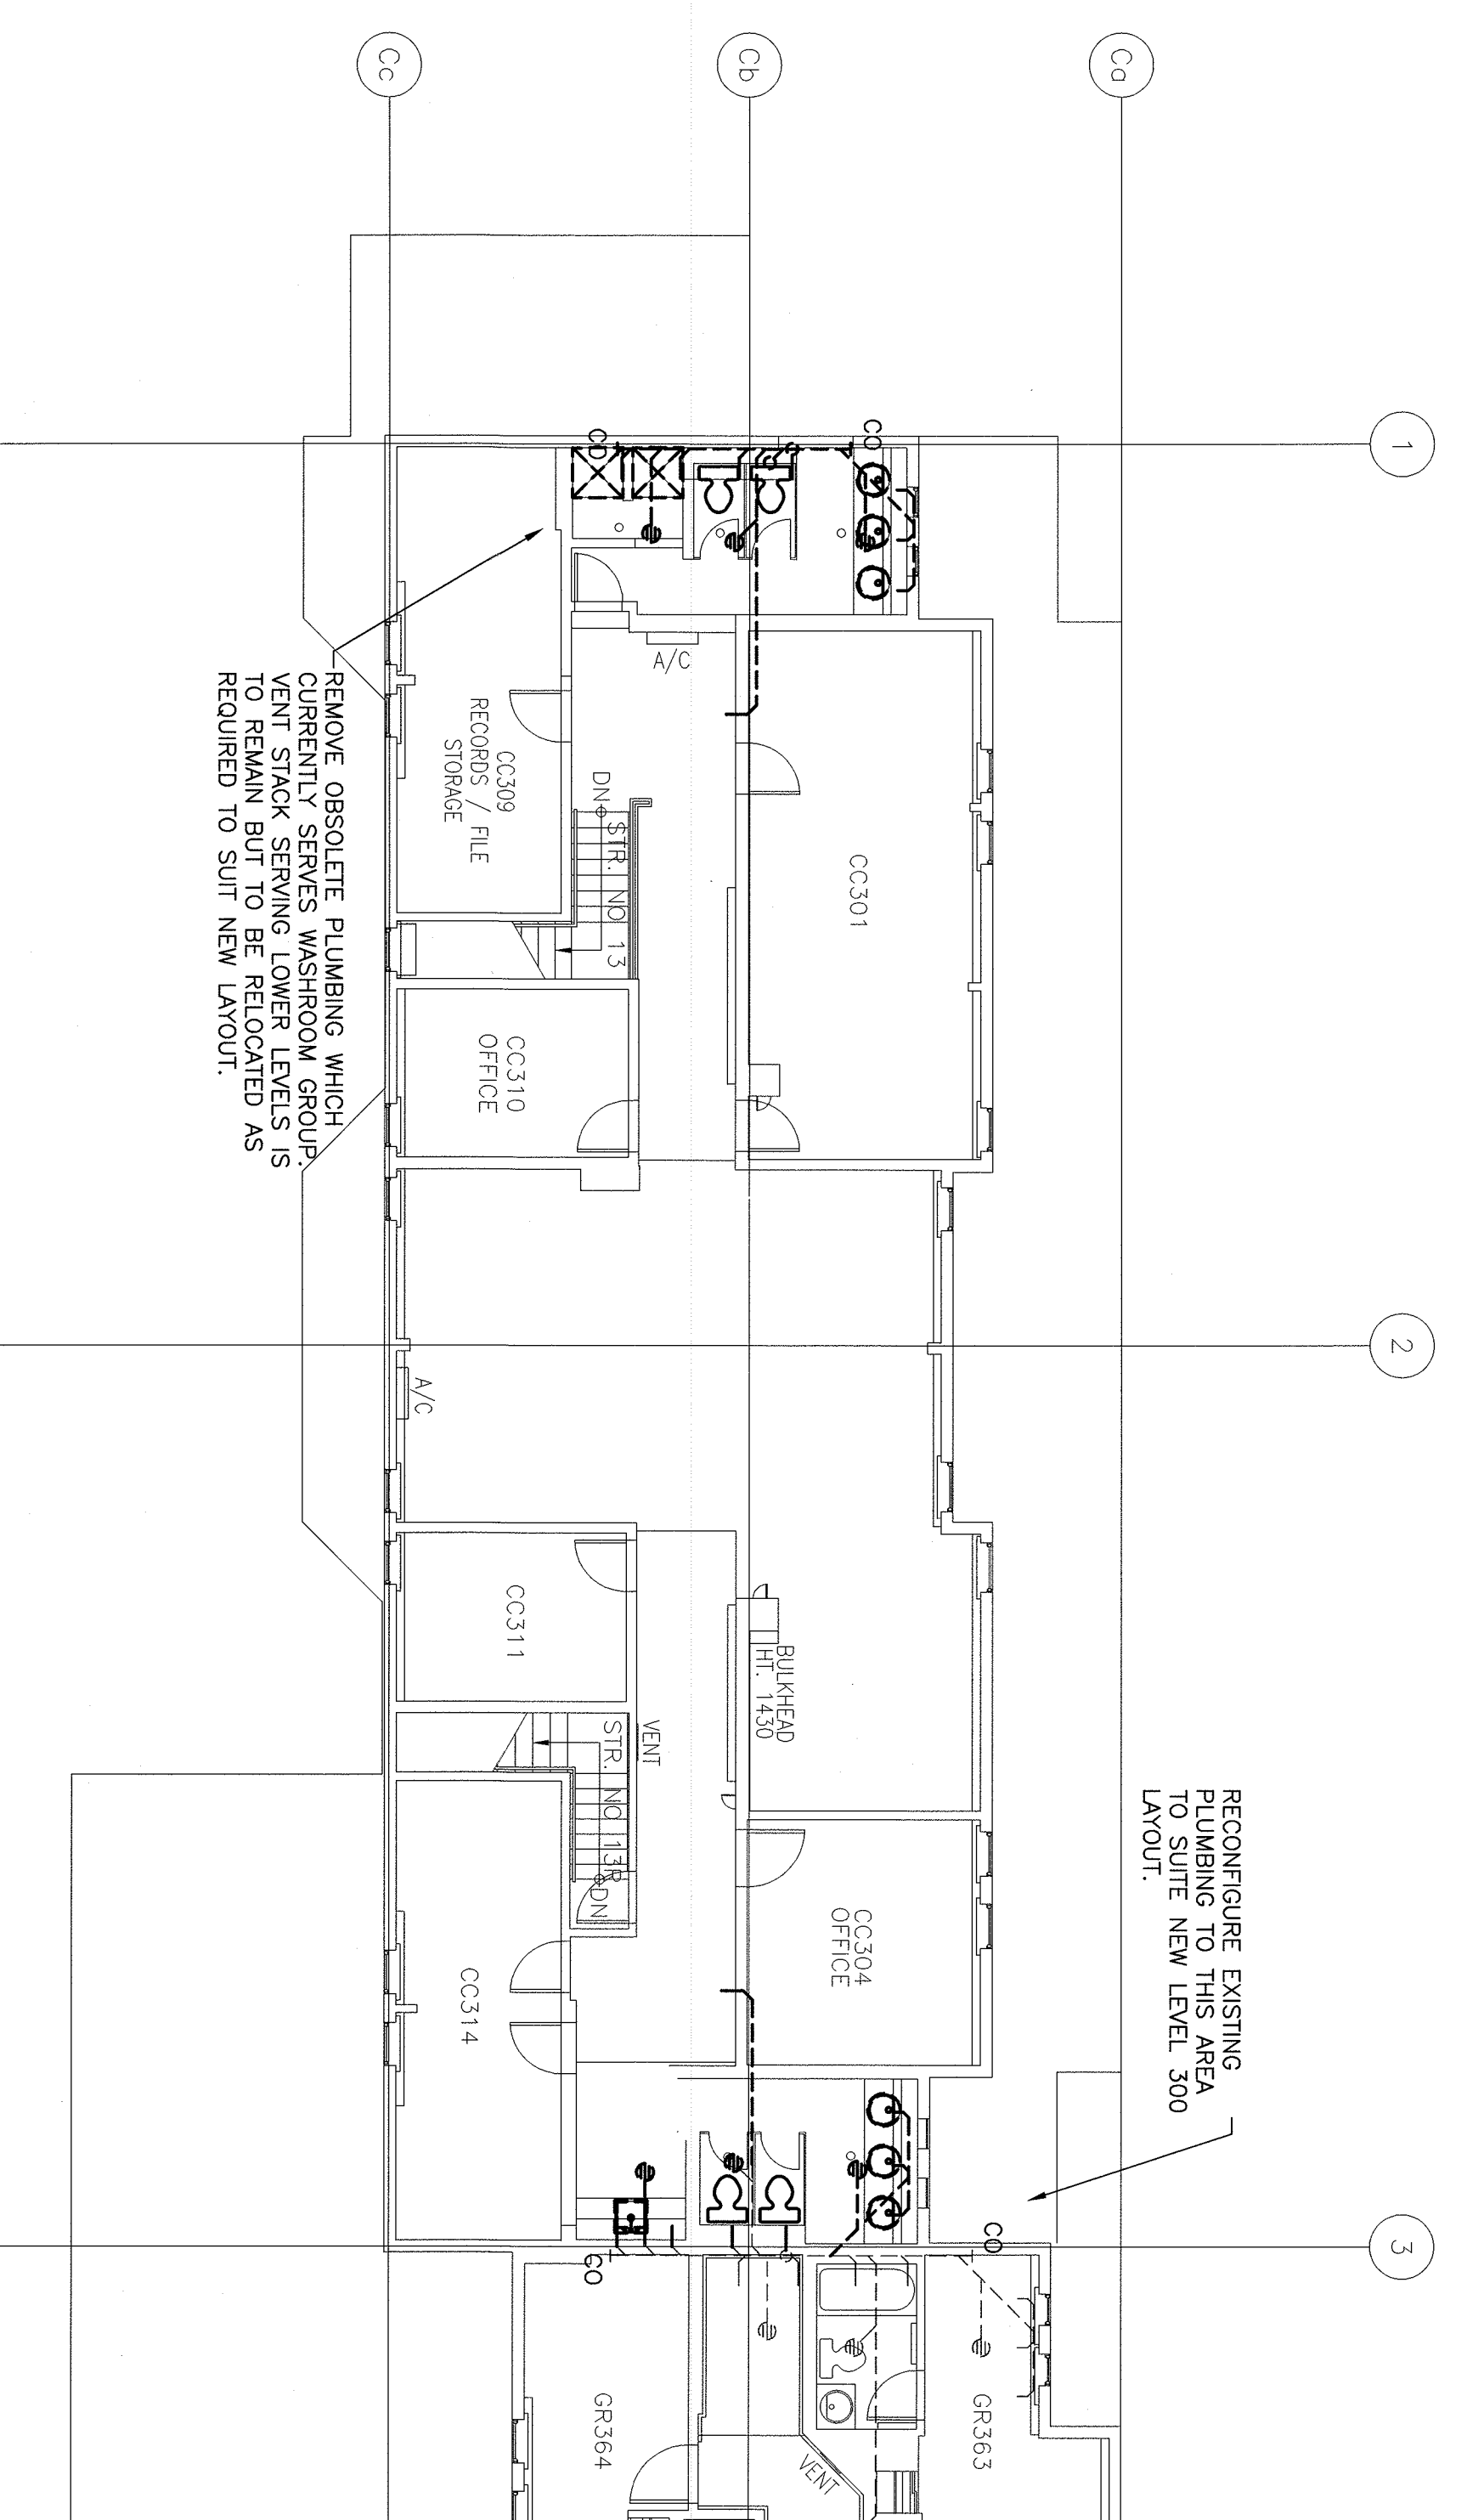 1
2
3
Ca
Cb
Cc
RECONFIGURE EXISTING
PLUMBING TO THIS AREA
TO SUITE NEW LEVEL 300
LAYOUT.
CO
CO
A/C
CC301
DN
STR. NO 13
CC309
RECORDS / FILE
STORAGE
CC310
OFFICE
REMOVE OBSOLETE PLUMBING WHICH
CURRENTLY SERVES WASHROOM GROUP.
VENT STACK SERVING LOWER LEVELS IS
TO REMAIN BUT TO BE RELOCATED AS
REQUIRED TO SUIT NEW LAYOUT.
A/C
BULKHEAD
HT. 1430
VENT
STR. NO 13P
DN
CC311
CC304
OFFICE
CC314
CO
CO
GR363
VENT
GR364